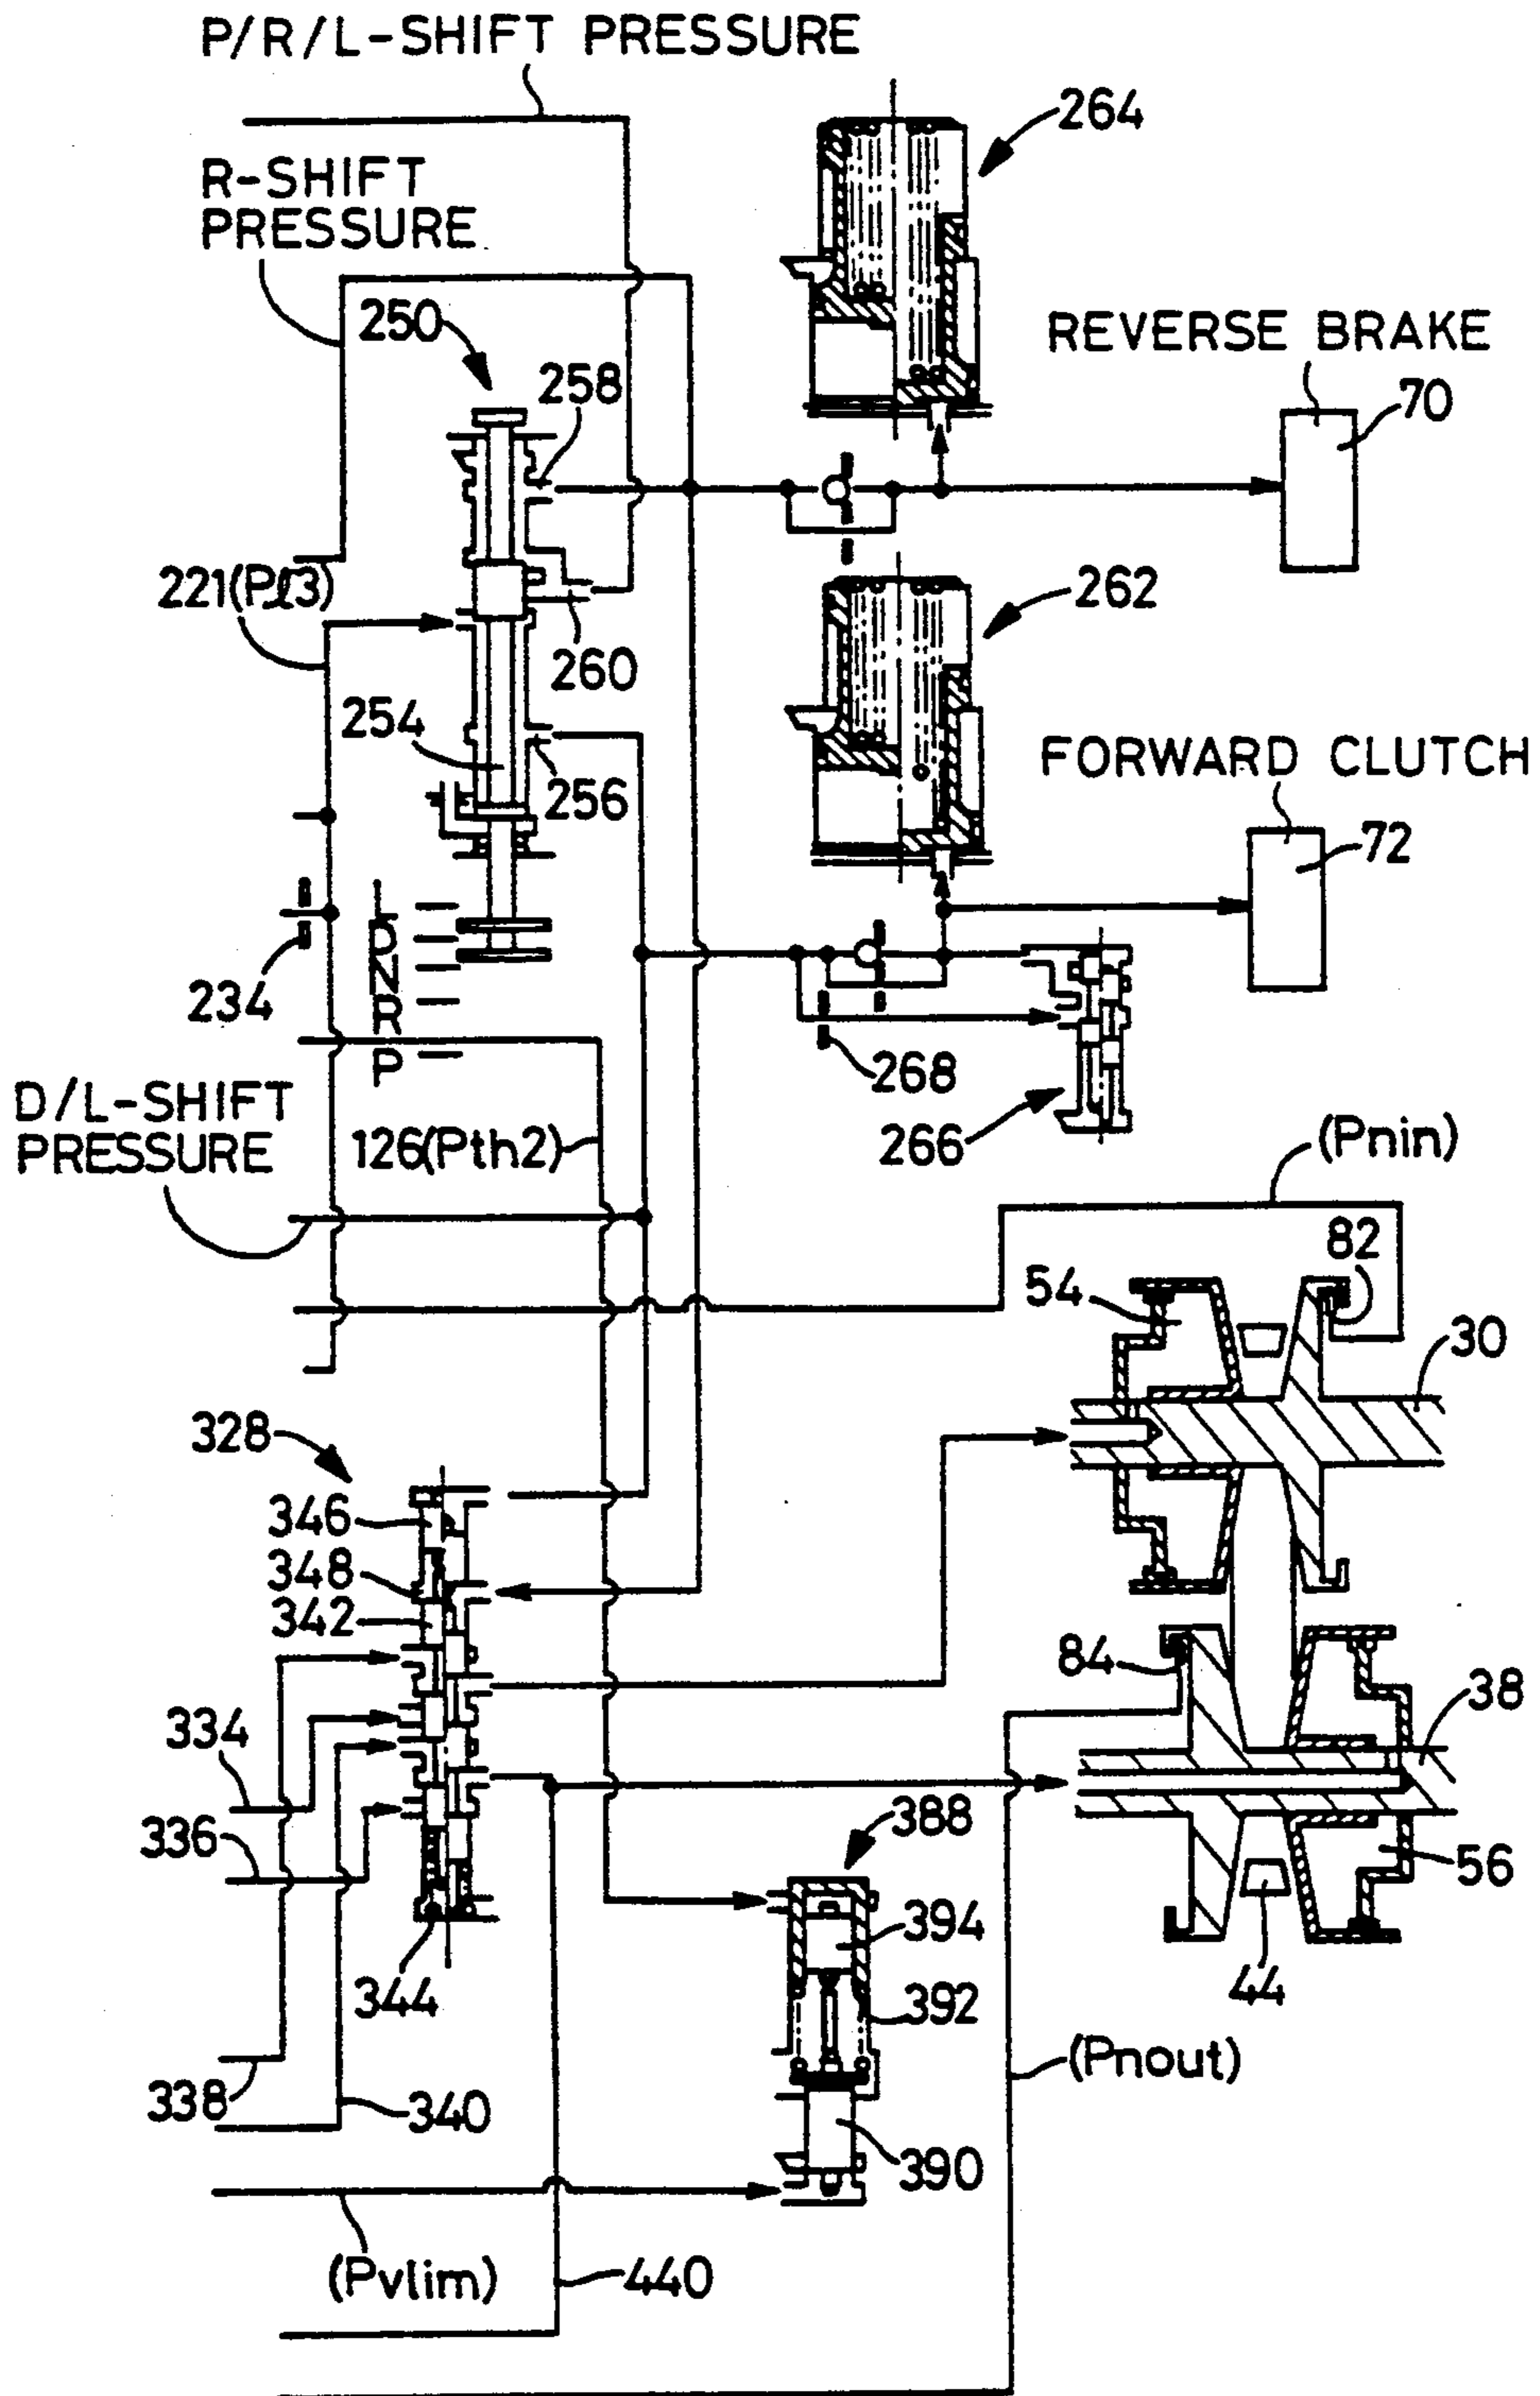 P/R/L-SHIFT PRESSURE
264
R-SHIFT
PRESSURE
250
258
REVERSE BRAKE
70
221(Pℓ3)
262
260
254
FORWARD CLUTCH
256
72
L
D
N
R
P
234
268
D/L-SHIFT
PRESSURE
126(Pth2)
266
(Pnin)
82
54
30
328
346
348
342
84
38
334
336
388
56
394
44
344
392
338
340
(Pnout)
390
(Pvlim)
440